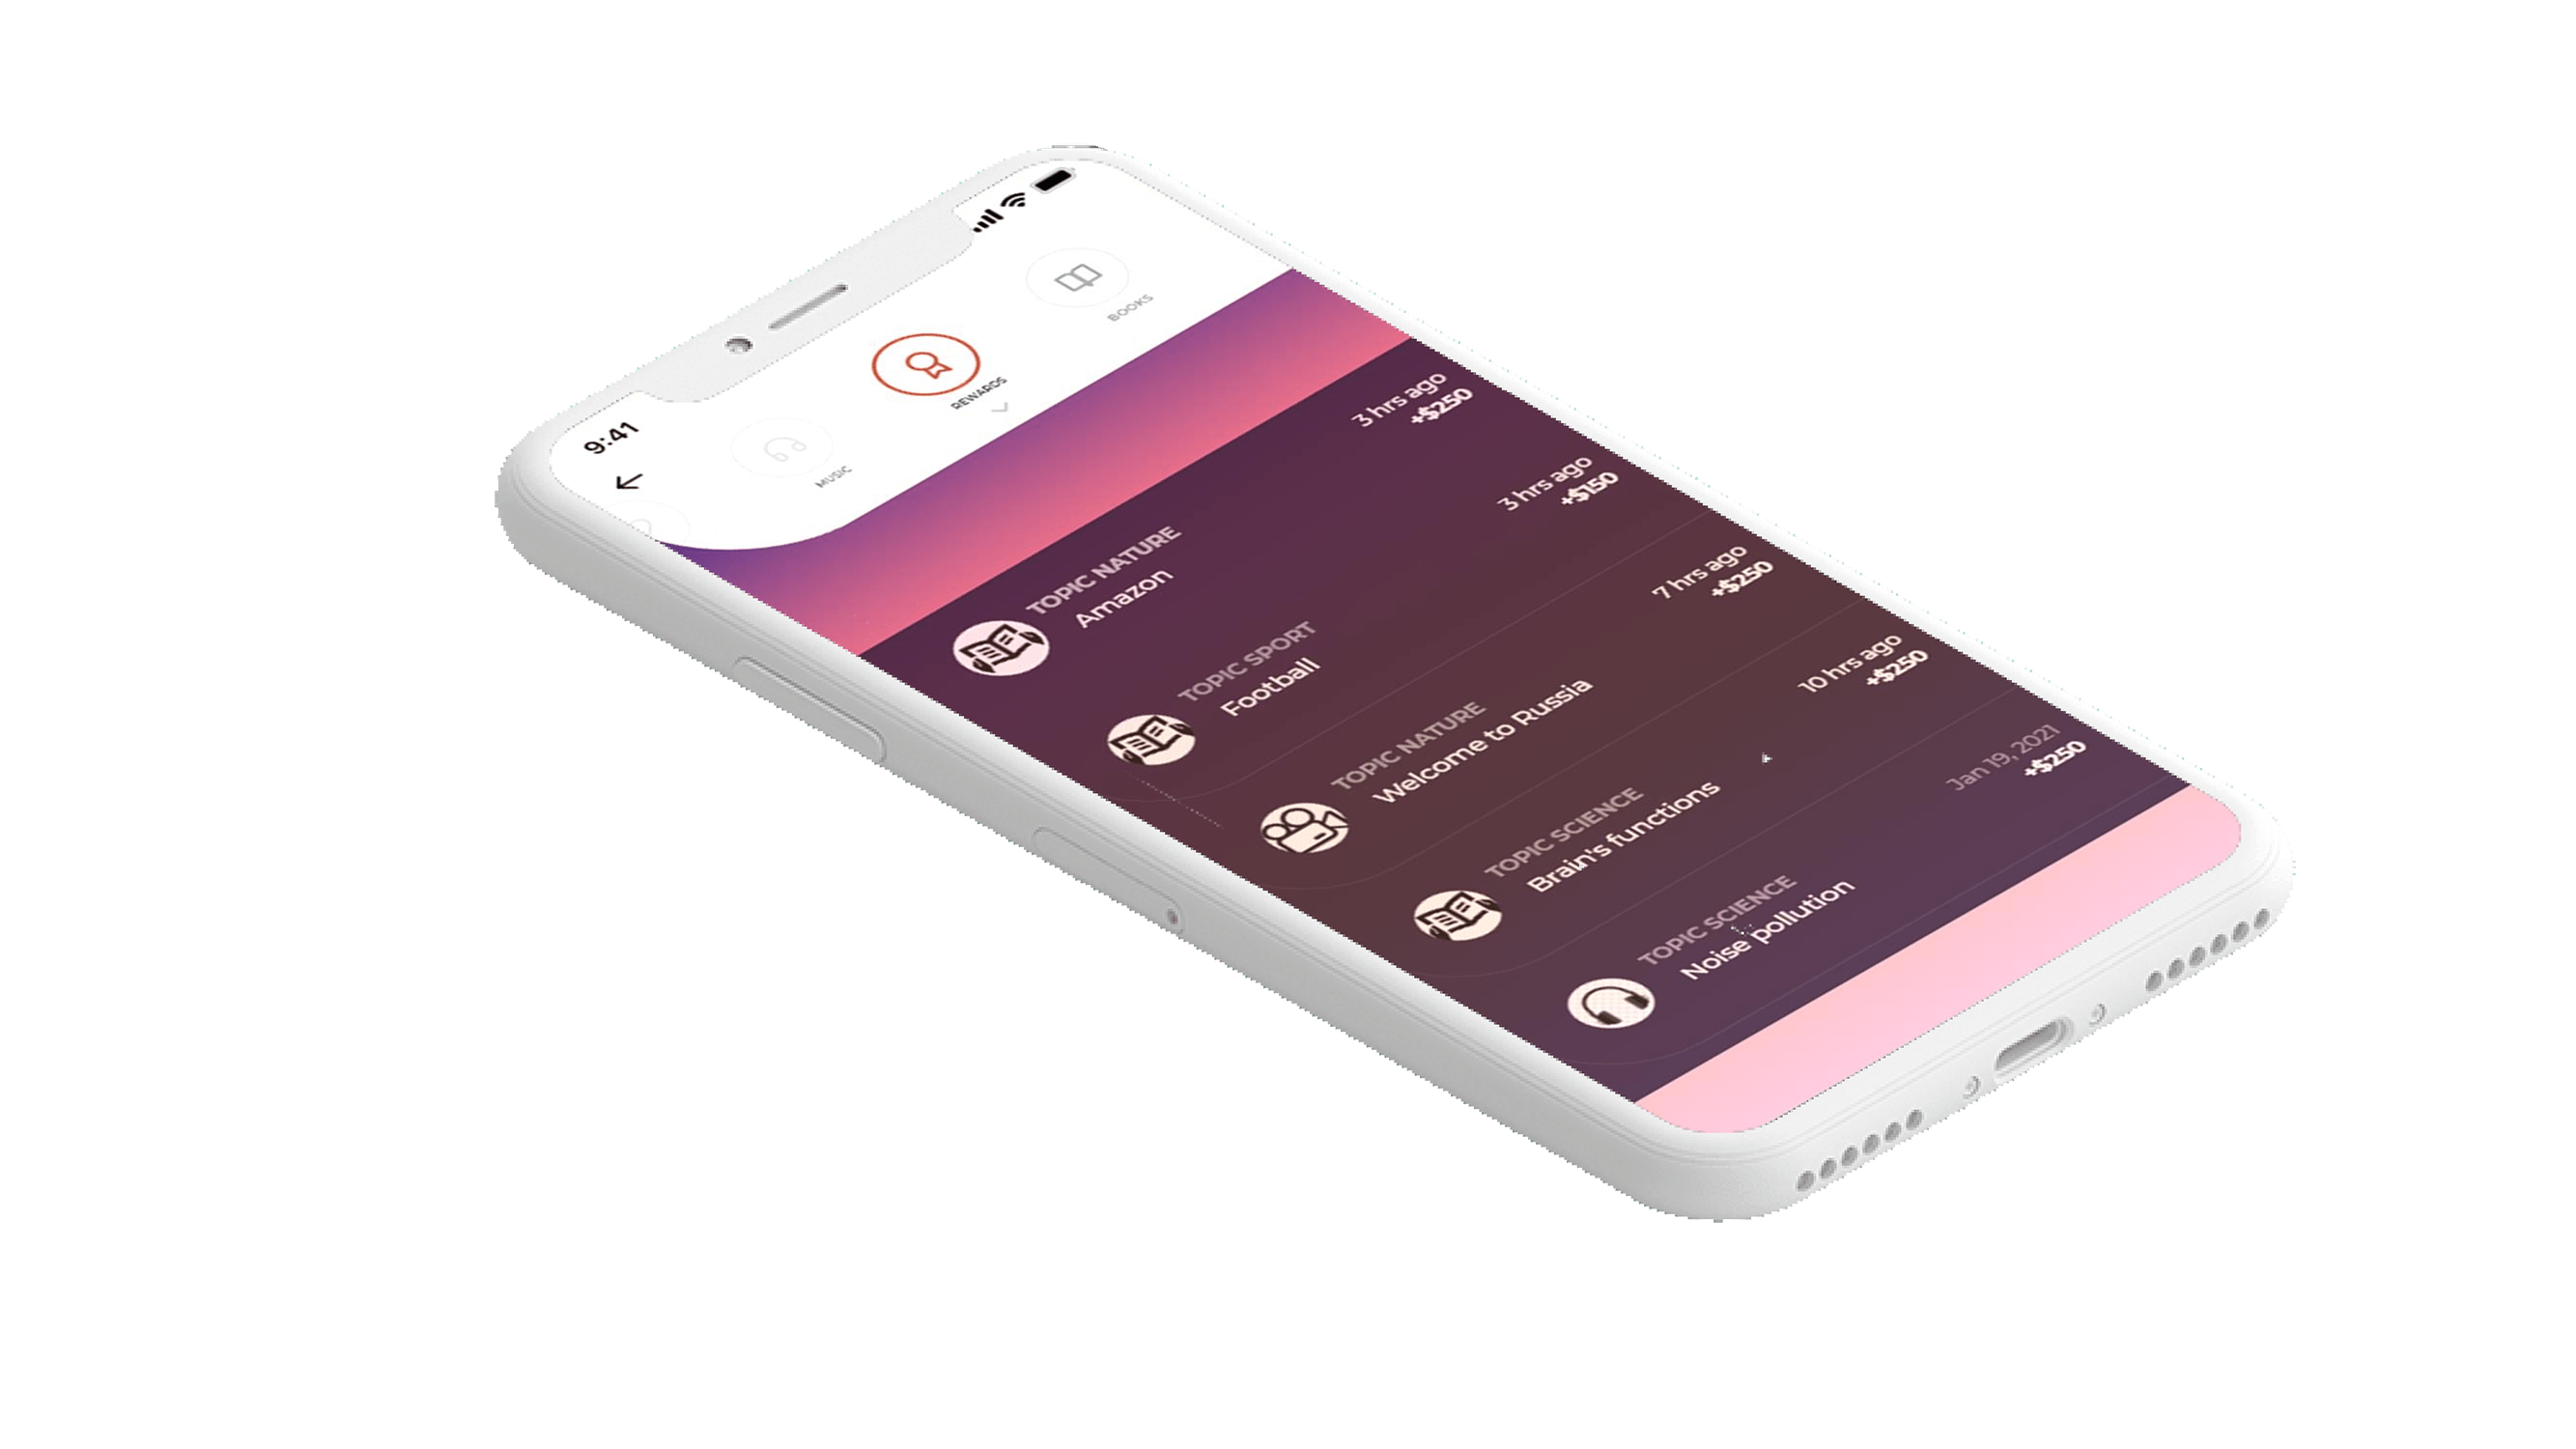 9:41
MUSIC
REWARDS
BOOKS
TOPIC NATURE
Amazon
3 hrs ago
+$250
TOPIC SPORT
Football
3 hrs ago
+$150
TOPIC NATURE
Welcome to Russia
7 hrs ago
+$250
TOPIC SCIENCE
Brain's functions
10 hrs ago
+$250
TOPIC SCIENCE
Noise pollution
Jan 19, 2021
+$250